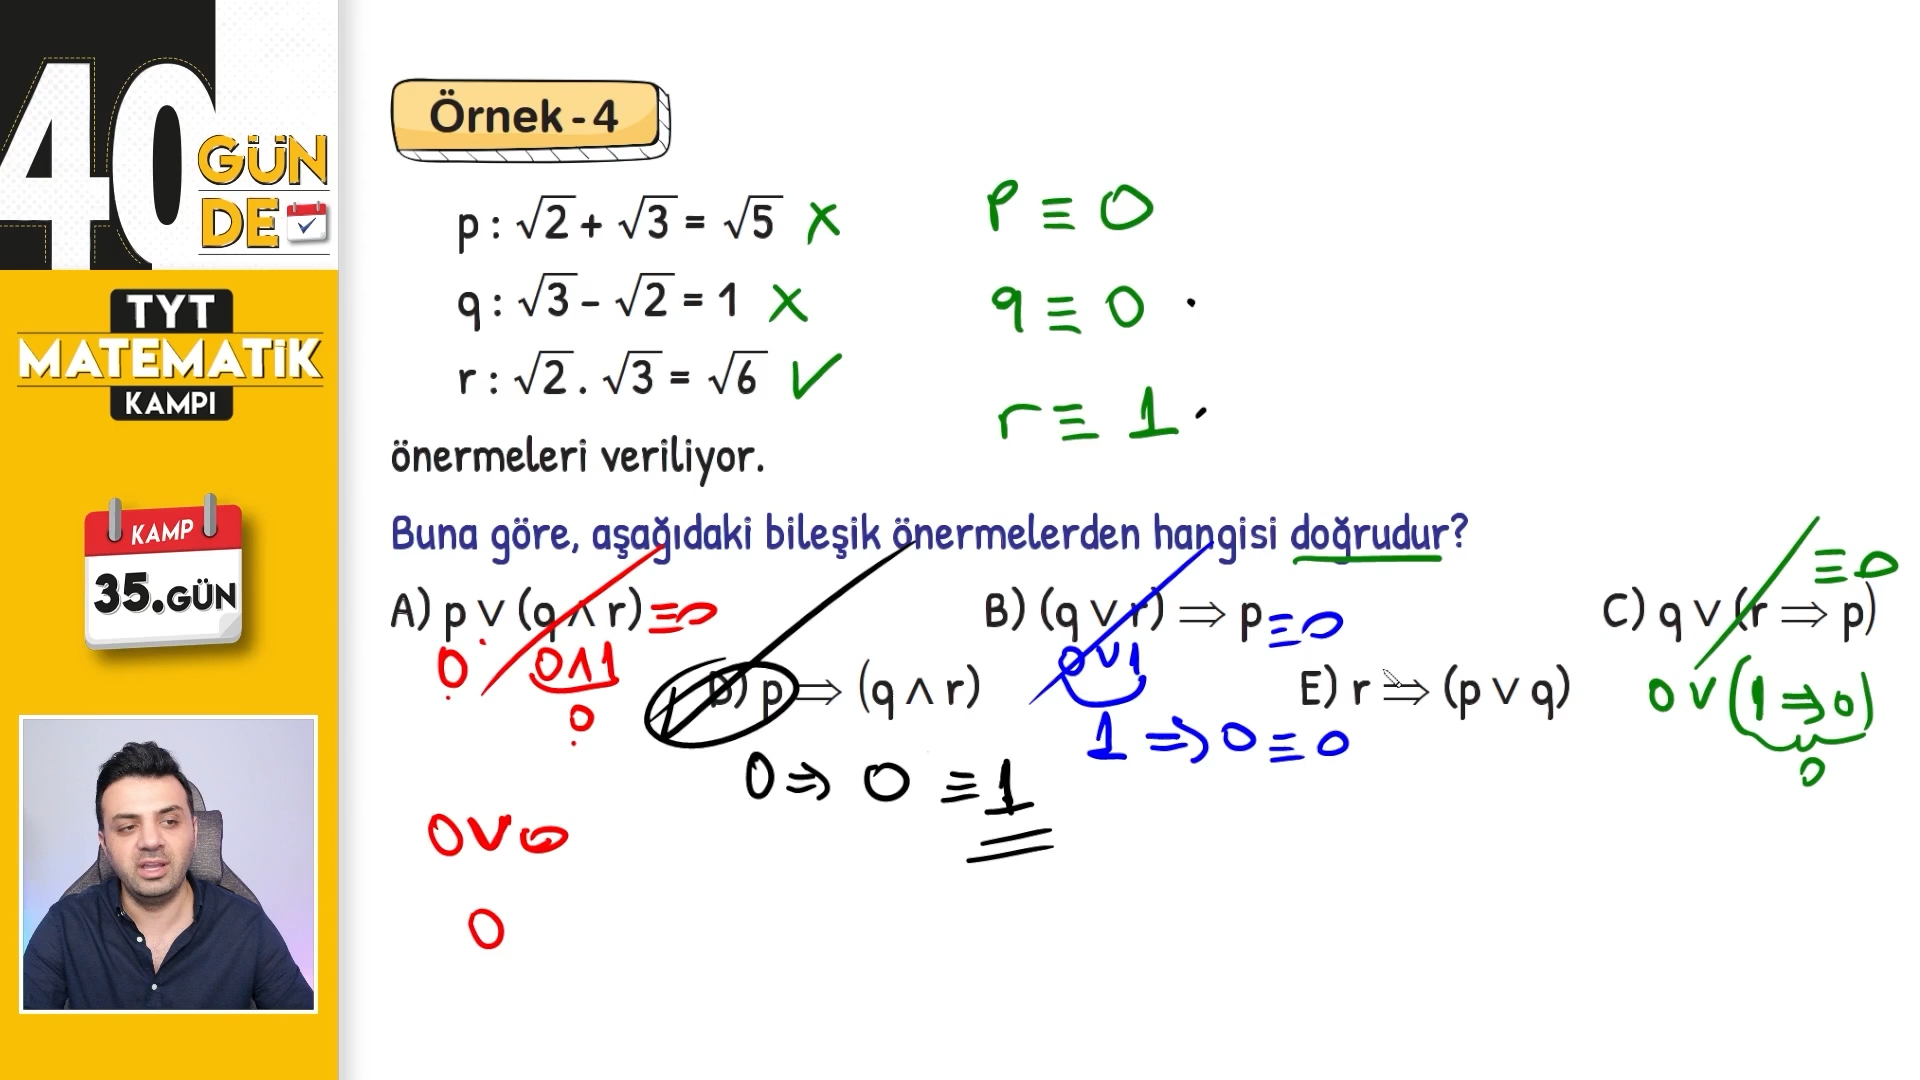 40
GÜN
DE
TYT
MATEMATİK
KAMPI
KAMP
35.GÜN
Örnek - 4
p : √2 + √3 = √5 X
p ≡ 0
q : √3 - √2 = 1 X
q ≡ 0
r : √2 . √3 = √6 ✓
r ≡ 1
önermeleri veriliyor.
Buna göre, aşağıdaki bileşik önermelerden hangisi doğrudur?
A) p ∨ (q ∧ r) ≡ 0
0 0∧1
0
0∨0
0
B) (q ∨ r) ⇒ p ≡ 0
0∨1
1 ⇒ 0 ≡ 0
C) q ∨ (r ⇒ p) ≡ 0
0 ∨ (1 ⇒ 0)
0
D) p ⇒ (q ∧ r)
0 ⇒ 0 ≡ 1
E) r ⇒ (p ∨ q)